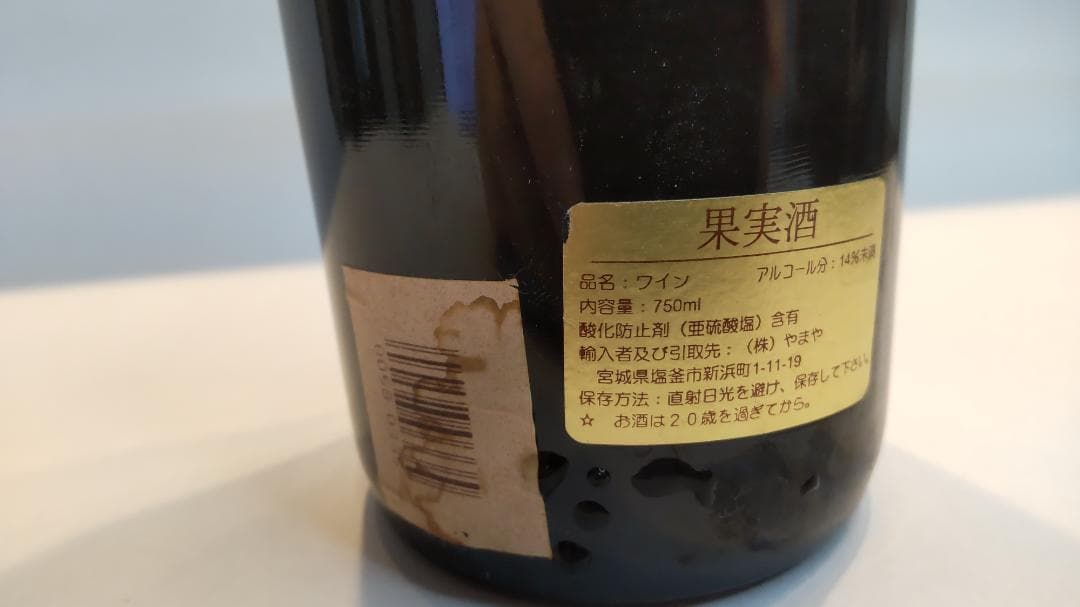 果実酒
品名：ワイン　アルコール分：14%未満
内容量：750ml
酸化防止剤（亜硫酸塩）含有
輸入者及び引取先：（株）やまや
宮城県塩釜市新浜町1-11-19
保存方法：直射日光を避け、保存して下さい。
☆　お酒は２０歳を過ぎてから。